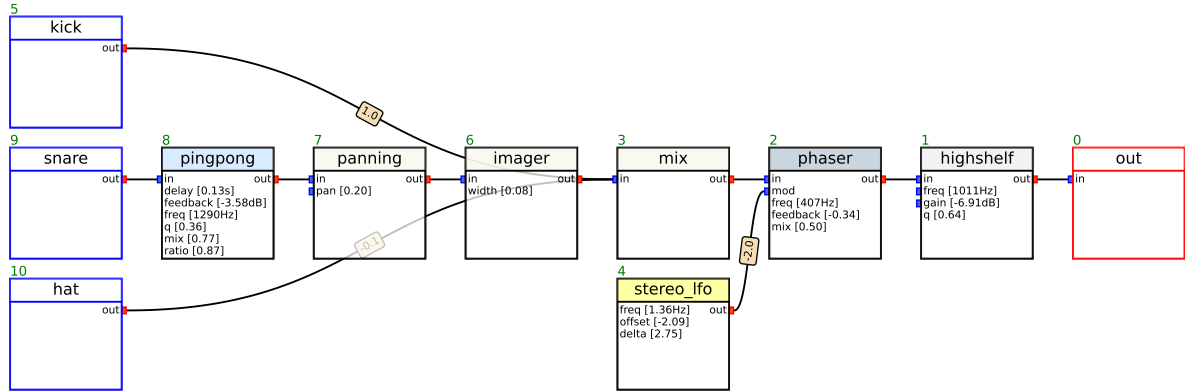 5
kick
out
1.0
9
snare
out
8
pingpong
in
out
delay [0.13s]
feedback [-3.58dB]
freq [1290Hz]
q [0.36]
mix [0.77]
ratio [0.87]
7
panning
in
out
pan [0.20]
6
imager
in
out
width [0.08]
3
mix
in
out
2
phaser
in
out
mod
freq [407Hz]
feedback [-0.34]
mix [0.50]
1
highshelf
in
out
freq [1011Hz]
gain [-6.91dB]
q [0.64]
0
out
in
10
hat
out
-0.1
4
stereo_lfo
freq [1.36Hz]
out
offset [-2.09]
delta [2.75]
-2.0